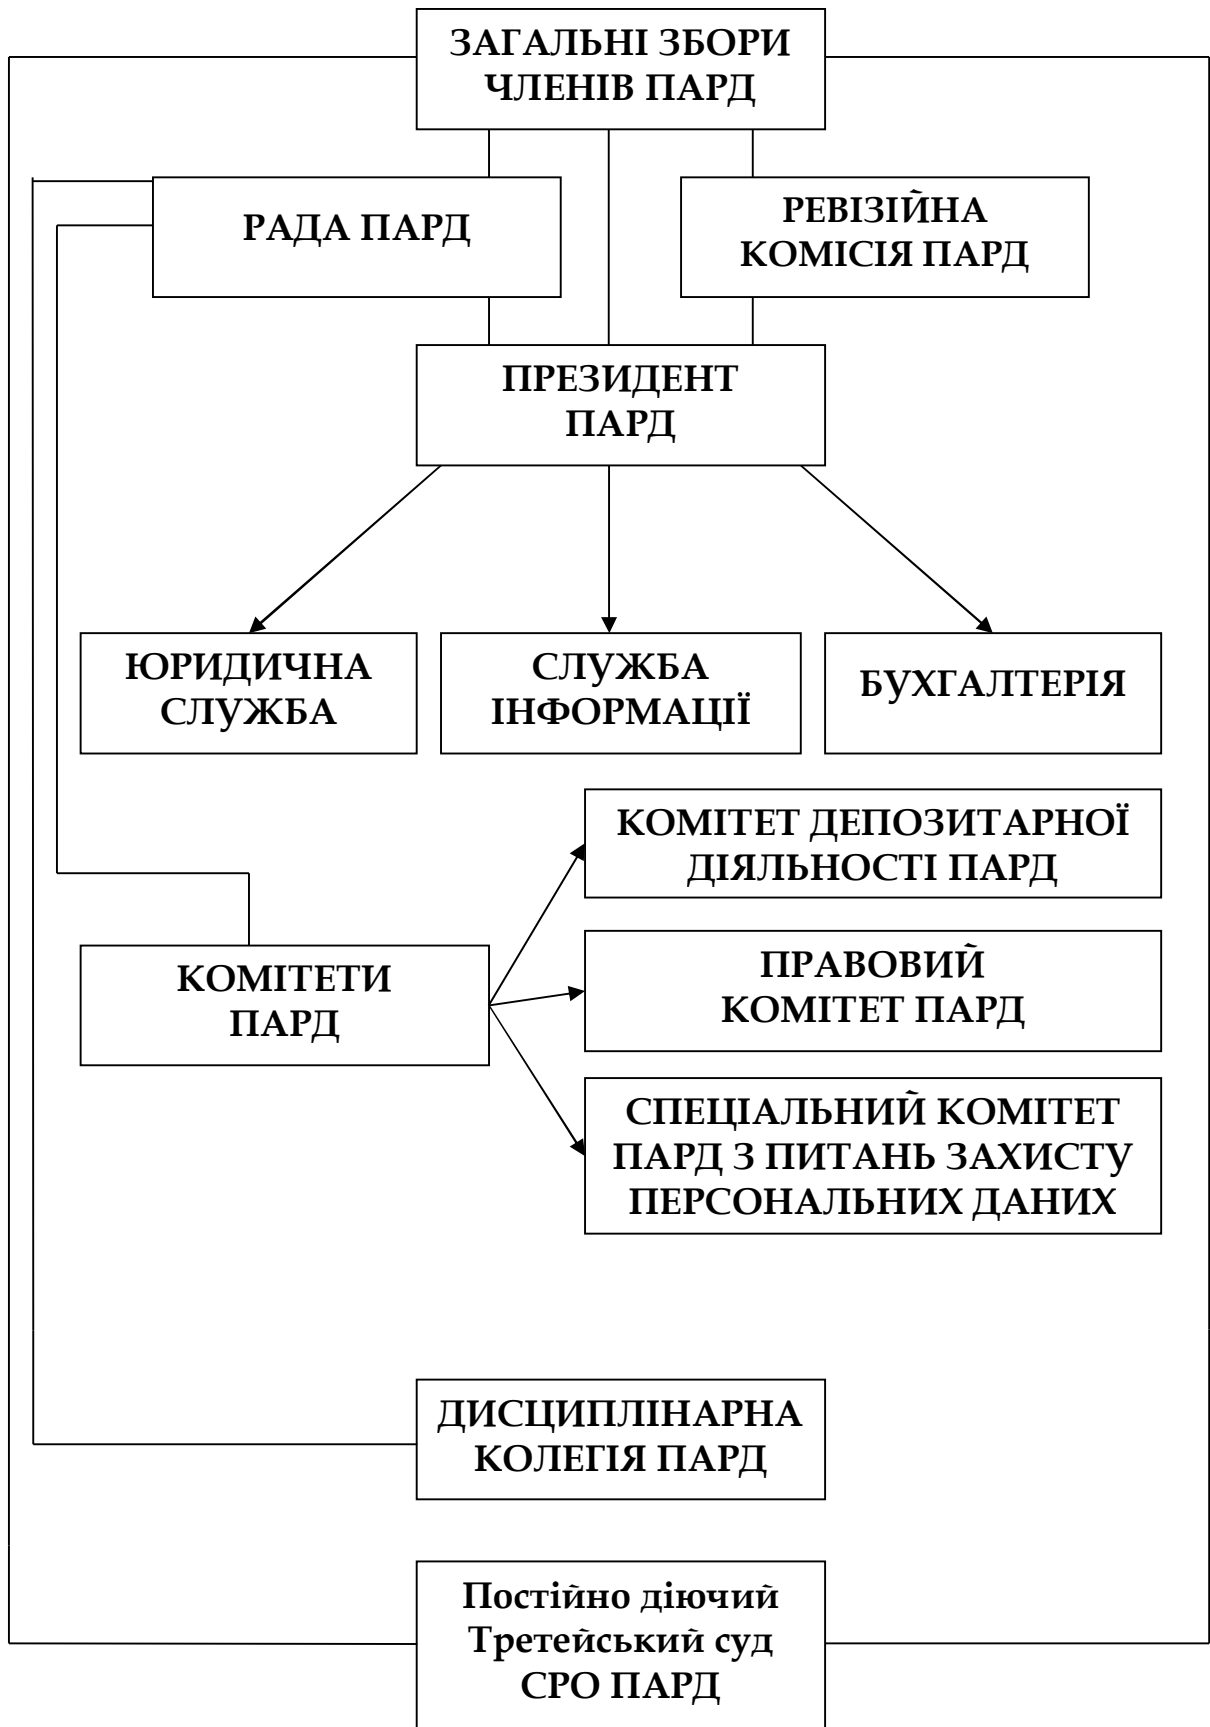 ЗАГАЛЬНІ ЗБОРИ
ЧЛЕНІВ ПАРД
РАДА ПАРД
РЕВІЗІЙНА
КОМІСІЯ ПАРД
ПРЕЗИДЕНТ
ПАРД
ЮРИДИЧНА
СЛУЖБА
СЛУЖБА
ІНФОРМАЦІЇ
БУХГАЛТЕРІЯ
КОМІТЕТ ДЕПОЗИТАРНОЇ
ДІЯЛЬНОСТІ ПАРД
КОМІТЕТИ
ПАРД
ПРАВОВИЙ
КОМІТЕТ ПАРД
СПЕЦІАЛЬНИЙ КОМІТЕТ
ПАРД З ПИТАНЬ ЗАХИСТУ
ПЕРСОНАЛЬНИХ ДАНИХ
ДИСЦИПЛІНАРНА
КОЛЕГІЯ ПАРД
Постійно діючий
Третейський суд
СРО ПАРД